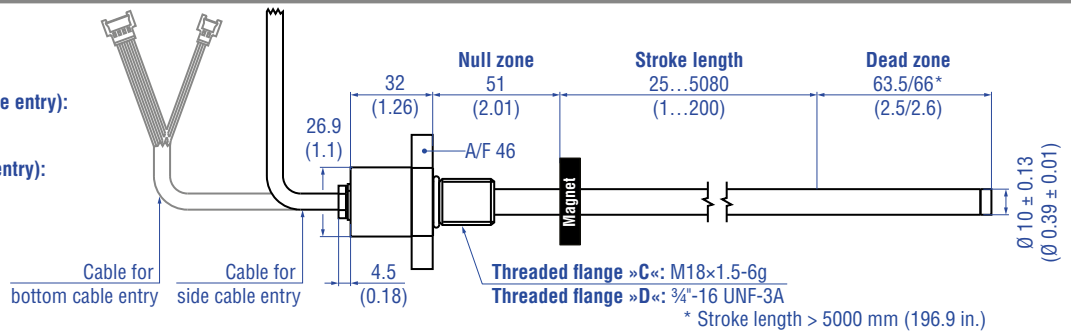 e entry):
entry):
Null zone
51
(2.01)
Stroke length
25…5080
(1…200)
Dead zone
63.5/66*
(2.5/2.6)
32
(1.26)
26.9
(1.1)
A/F 46
Magnet
Ø 10 ± 0.13
(Ø 0.39 ± 0.01)
Cable for
bottom cable entry
Cable for
side cable entry
4.5
(0.18)
Threaded flange »C«: M18×1.5-6g
Threaded flange »D«: ¾"-16 UNF-3A
* Stroke length > 5000 mm (196.9 in.)